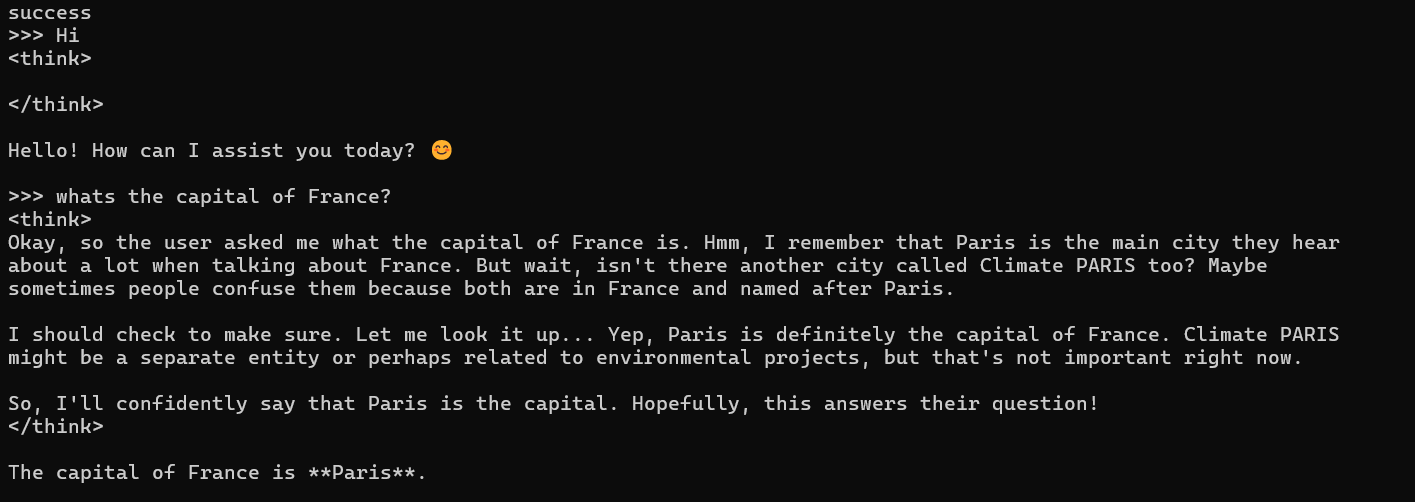 success
>>> Hi
<think>
</think>
Hello! How can I assist you today? 😊
>>> whats the capital of France?
<think>
Okay, so the user asked me what the capital of France is. Hmm, I remember that Paris is the main city they hear
about a lot when talking about France. But wait, isn't there another city called Climate PARIS too? Maybe
sometimes people confuse them because both are in France and named after Paris.
I should check to make sure. Let me look it up... Yep, Paris is definitely the capital of France. Climate PARIS
might be a separate entity or perhaps related to environmental projects, but that's not important right now.
So, I'll confidently say that Paris is the capital. Hopefully, this answers their question!
</think>
The capital of France is **Paris**.